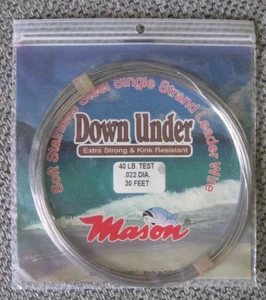 Soft Stainless Steel Single Strand Leader Wire
Down Under
Extra Strong & Kink Resistant
40 LB. TEST
.022 DIA.
30 FEET
Mason